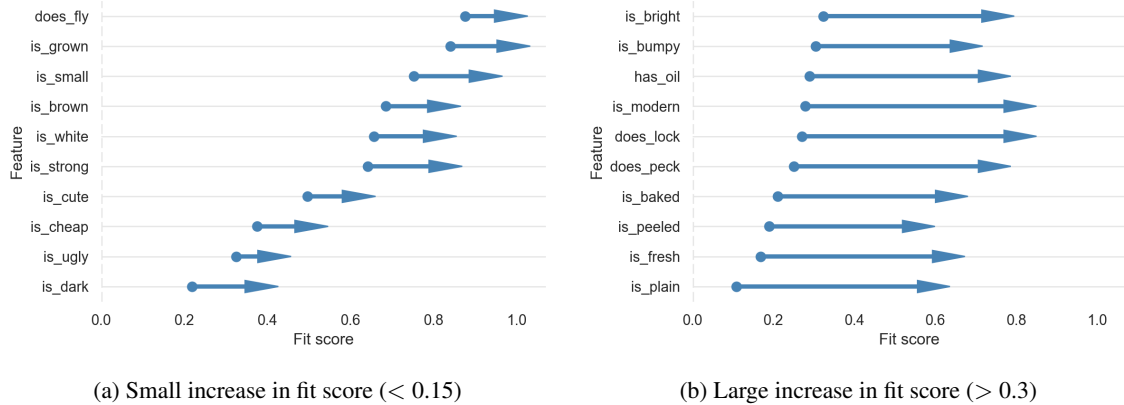 does_fly
is_grown
is_small
is_brown
is_white
is_strong
is_cute
is_cheap
is_ugly
is_dark
Feature
0.0 0.2 0.4 0.6 0.8 1.0
Fit score
(a) Small increase in fit score (< 0.15)
is_bright
is_bumpy
has_oil
is_modern
does_lock
does_peck
is_baked
is_peeled
is_fresh
is_plain
Feature
0.0 0.2 0.4 0.6 0.8 1.0
Fit score
(b) Large increase in fit score (> 0.3)